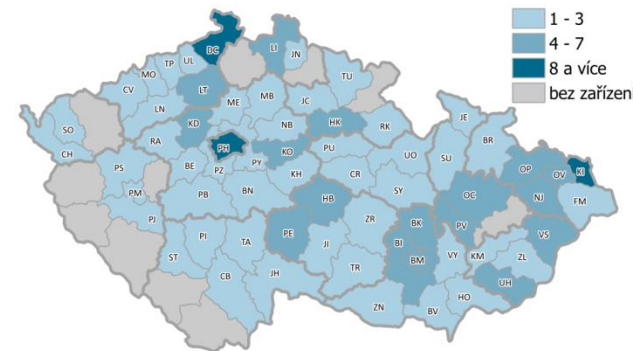 1 - 3
4 - 7
8 a více
bez zařízení
DC
LI
JN
UL
TP
MO
CV
LT
LN
TU
ME
MB
JC
SO
CH
RA
KD
NB
HK
RK
JE
PH
KO
PU
BR
PS
BE
PZ
PY
KH
UO
SU
OP
OV
KI
PM
PB
BN
CR
SY
OC
NJ
FM
PJ
HB
PE
ZR
BK
PV
VS
ST
PI
TA
JI
BI
BM
VY
KM
ZL
CB
JH
TR
UH
ZN
BV
HO